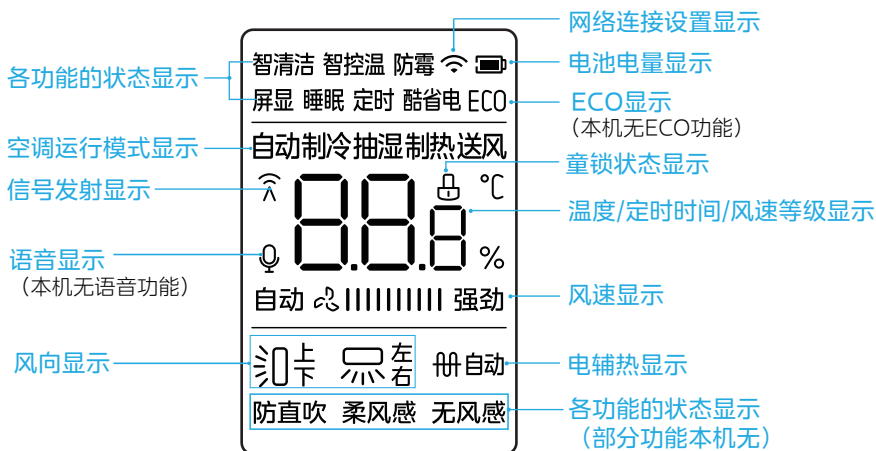 网络连接设置显示
智清洁 智控温 防霉
电池电量显示
各功能的状态显示
屏显 睡眠 定时 酷省电 ECO
ECO显示
（本机无ECO功能）
空调运行模式显示
自动制冷抽湿制热送风
童锁状态显示
信号发射显示
℃
88.8
温度/定时时间/风速等级显示
语音显示
（本机无语音功能）
%
自动 强劲
风速显示
风向显示
上下 左右 自动
电辅热显示
防直吹 柔风感 无风感
各功能的状态显示
（部分功能本机无）